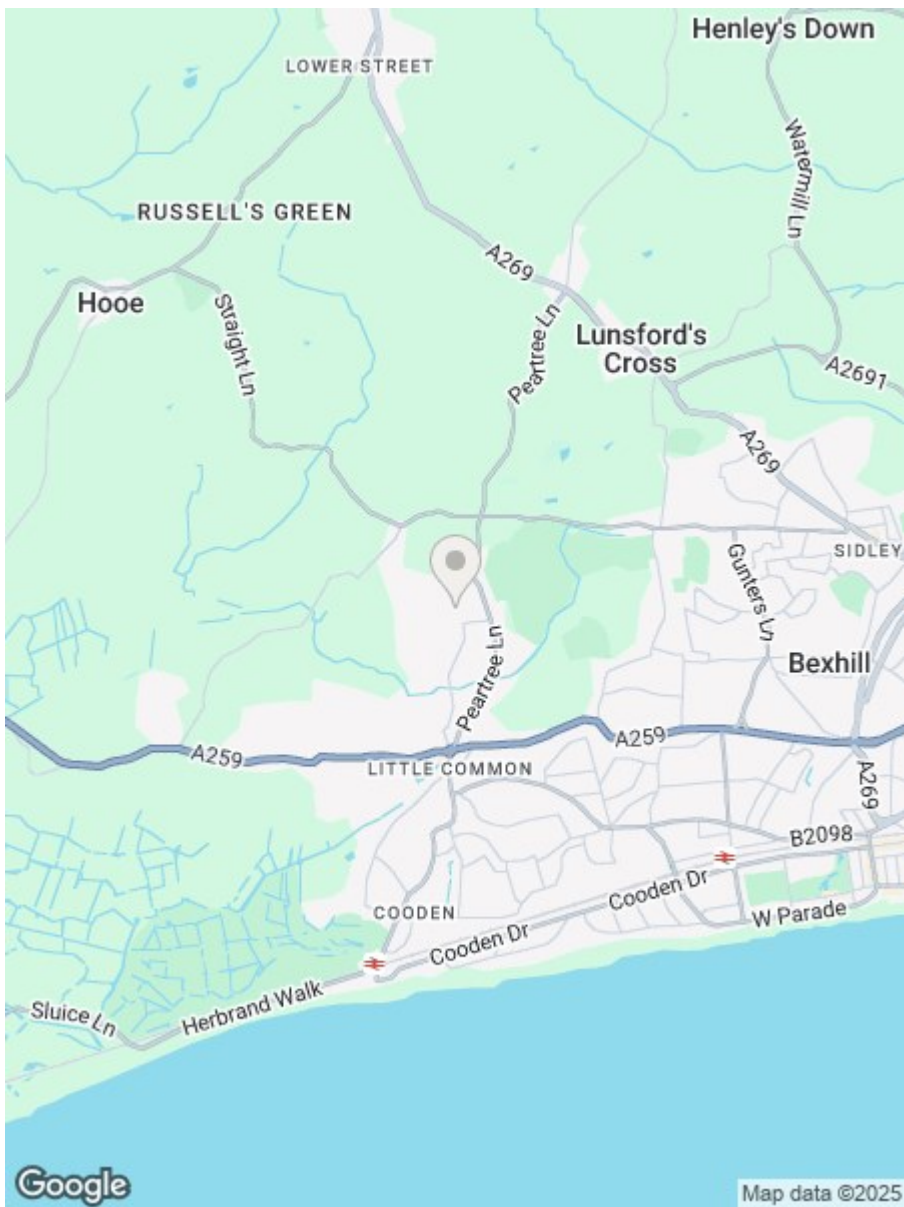 Henley's Down
LOWER STREET
Watermill Ln
RUSSELL'S GREEN
A269
Hooe
Straight Ln
Peartree Ln
Lunsford's
Cross
A2691
A269
SIDLEY
Gunters Ln
Peartree Ln
Bexhill
A259
A259
LITTLE COMMON
A269
B2098
Cooden Dr
COODEN
W Parade
Cooden Dr
Herbrand Walk
Sluice Ln
Google
Map data ©2025